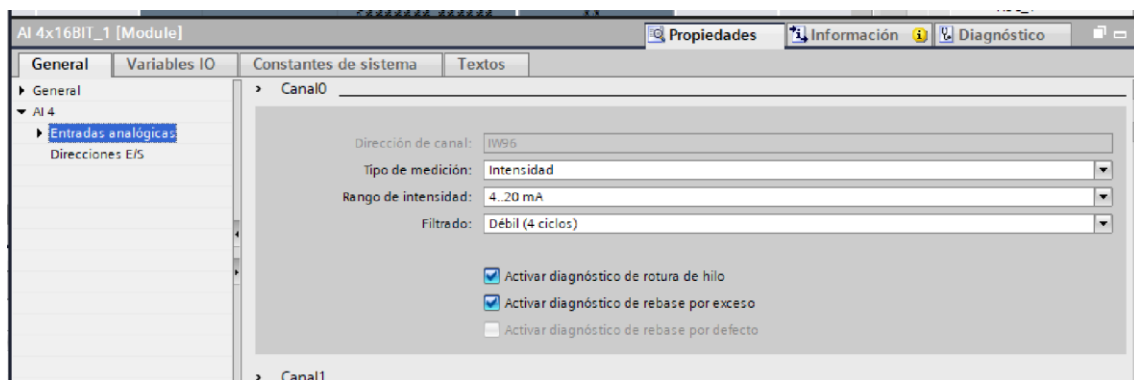 AI 4x16BIT_1 [Module]
Propiedades
Información
Diagnóstico
General
Variables IO
Constantes de sistema
Textos
General
AI 4
Entradas analógicas
Direcciones E/S
Canal0
Dirección de canal: IW96
Tipo de medición: Intensidad
Rango de intensidad: 4..20 mA
Filtrado: Débil (4 ciclos)
Activar diagnóstico de rotura de hilo
Activar diagnóstico de rebase por exceso
Activar diagnóstico de rebase por defecto
Canal1